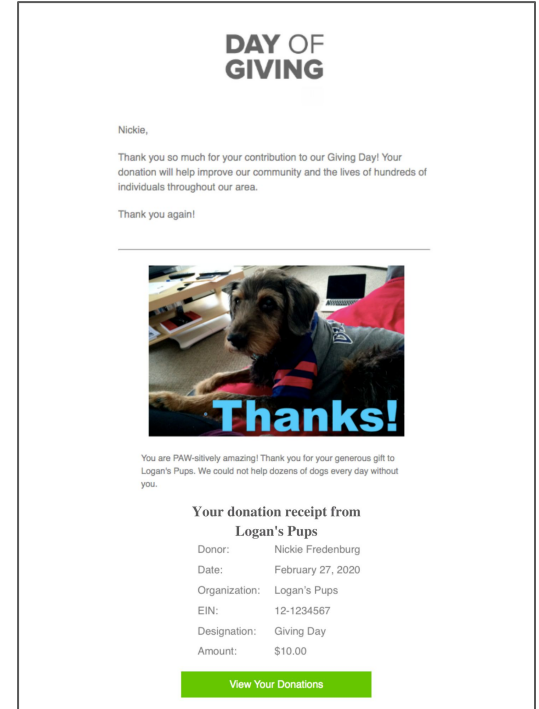 DAY OF
GIVING
Nickie,
Thank you so much for your contribution to our Giving Day! Your
donation will help improve our community and the lives of hundreds of
individuals throughout our area.
Thank you again!
Thanks!
You are PAW-sitively amazing! Thank you for your generous gift to
Logan's Pups. We could not help dozens of dogs every day without
you.
Your donation receipt from
Logan's Pups
Donor: Nickie Fredenburg
Date: February 27, 2020
Organization: Logan's Pups
EIN: 12-1234567
Designation: Giving Day
Amount: $10.00
View Your Donations